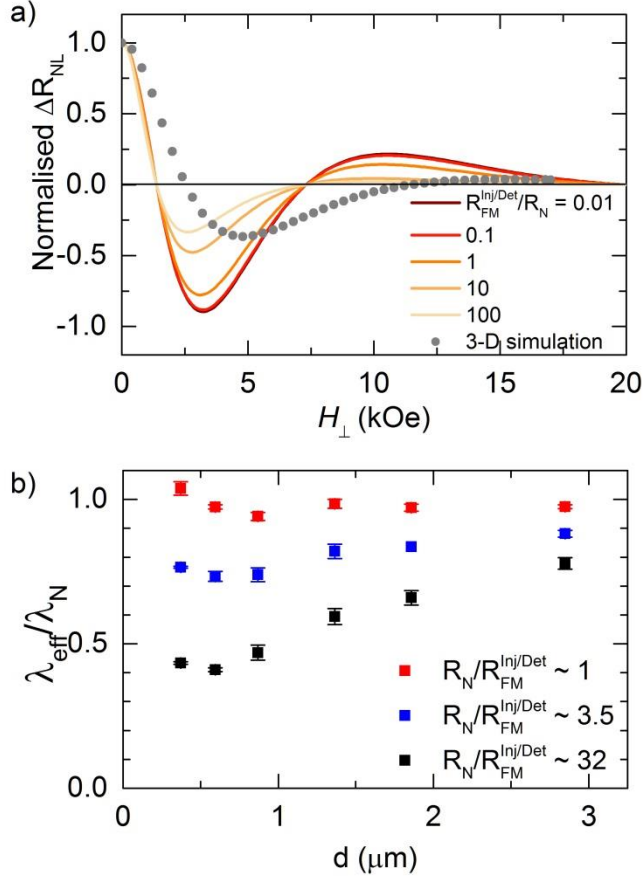 a)
1.0
0.5
0.0
-0.5
-1.0
Normalised ΔR_NL
R_FM^Inj/Det/R_N = 0.01
0.1
1
10
100
3-D simulation
0 5 10 15 20
H_⊥ (kOe)
b)
1.0
0.5
0.0
λ_eff/λ_N
R_N/R_FM^Inj/Det ~ 1
R_N/R_FM^Inj/Det ~ 3.5
R_N/R_FM^Inj/Det ~ 32
0 1 2 3
d (μm)